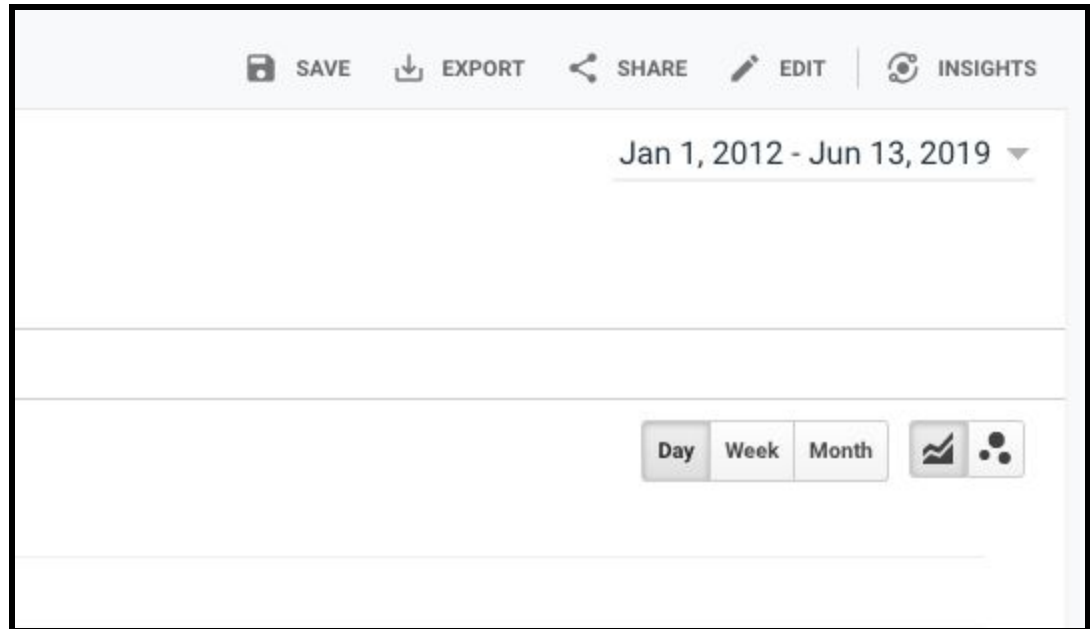 SAVE EXPORT SHARE EDIT INSIGHTS
Jan 1, 2012 - Jun 13, 2019
Day Week Month